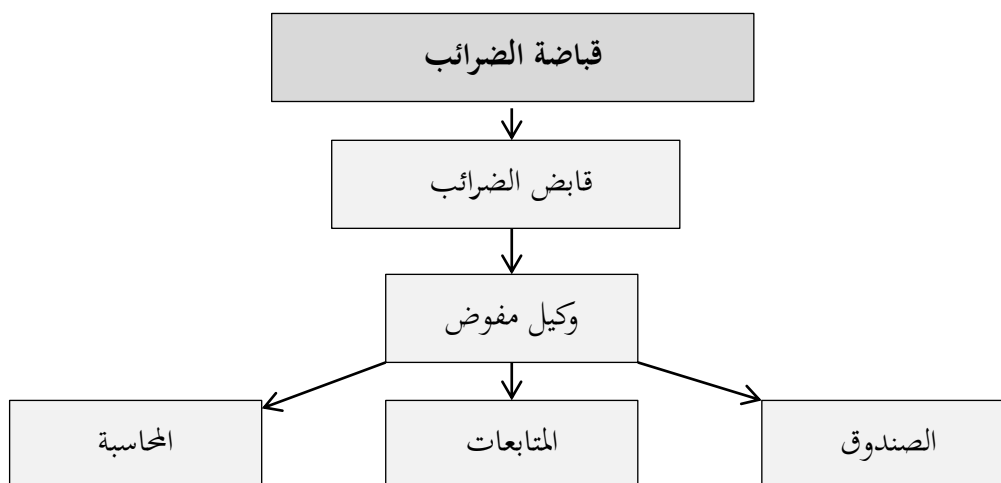 قباضة الضرائب
قابض الضرائب
وكيل مفوض
الصندوق
المتابعات
المحاسبة